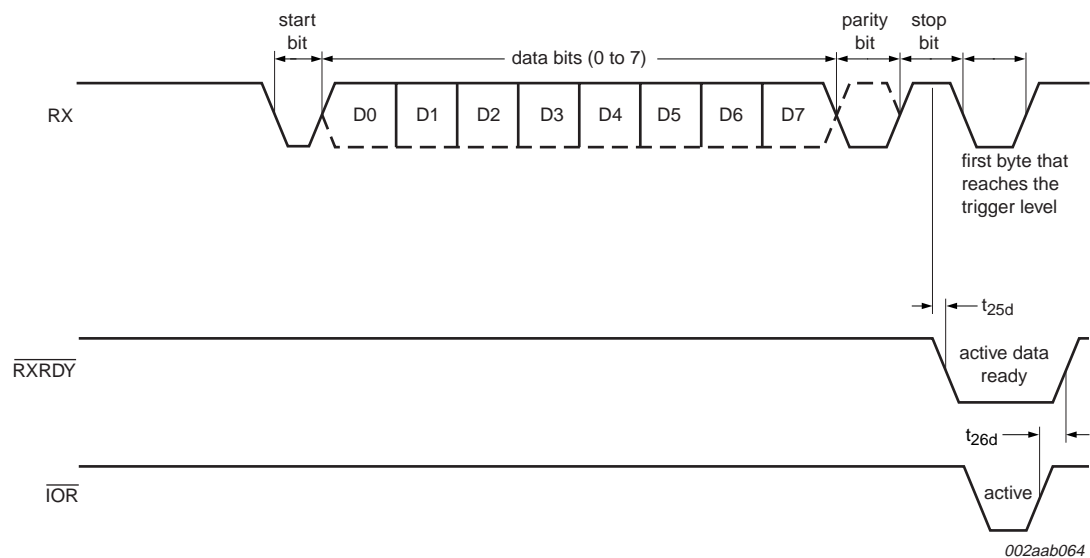 start
bit
data bits (0 to 7)
parity
bit
stop
bit
RX
D0
D1
D2
D3
D4
D5
D6
D7
first byte that
reaches the
trigger level
t25d
RXRDY
active data
ready
t26d
IOR
active
002aab064